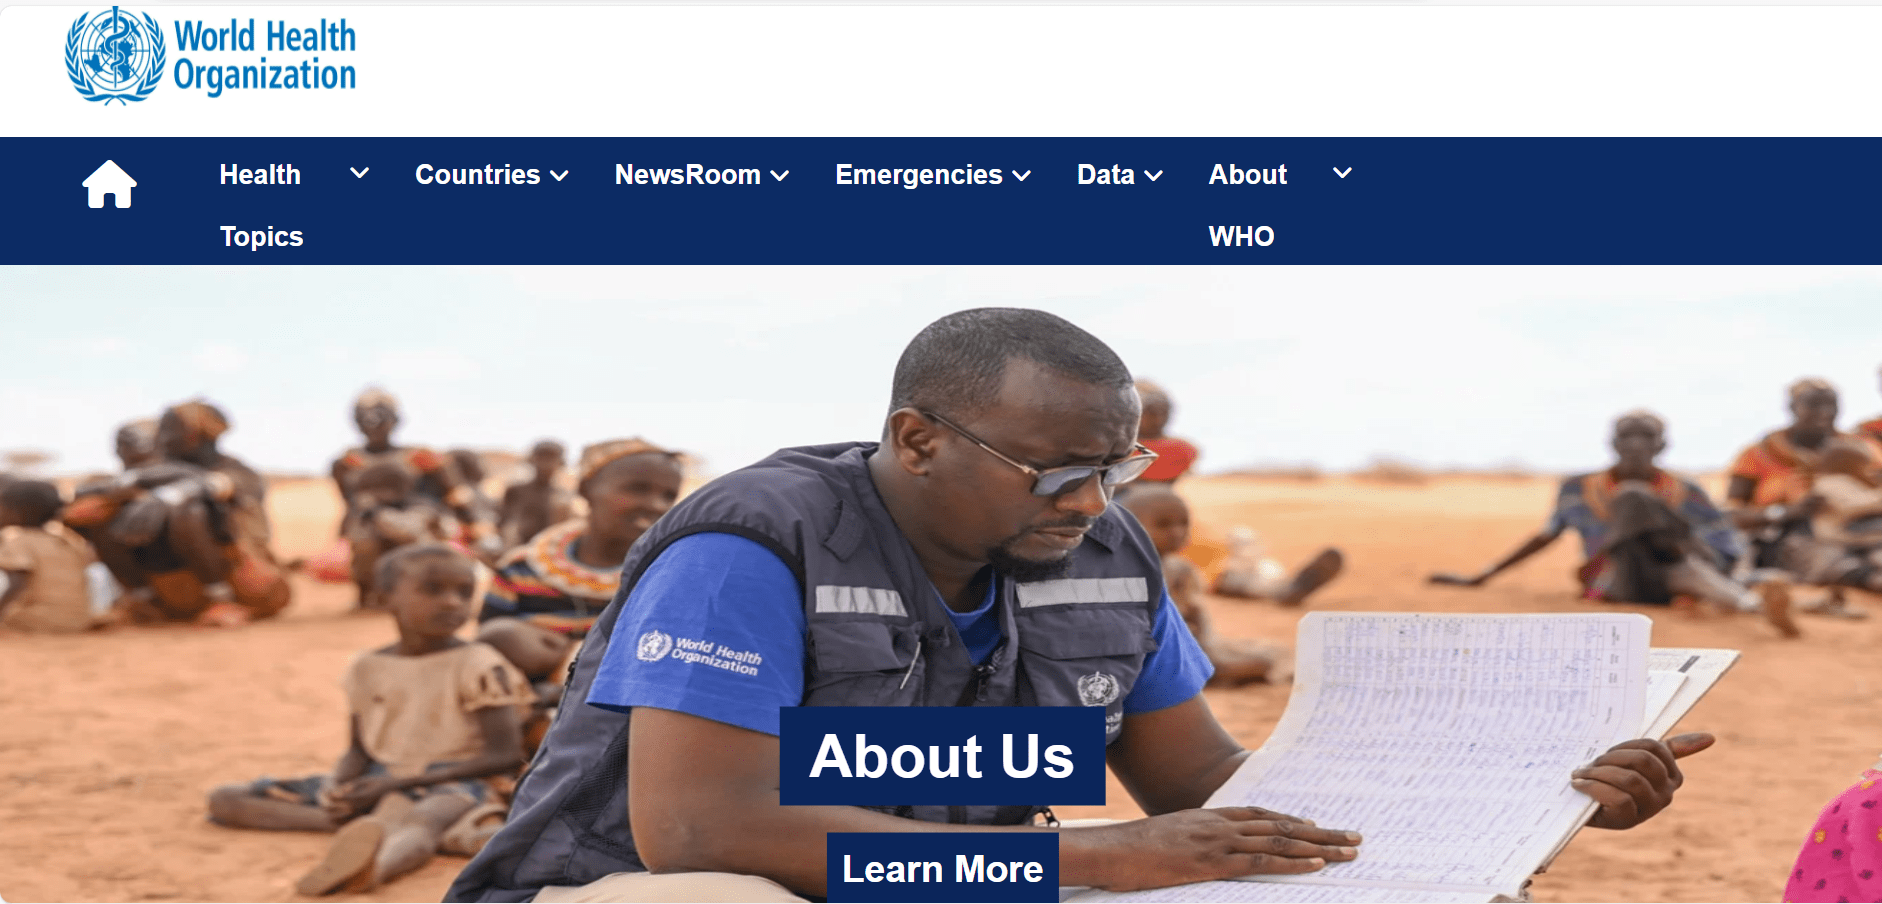 World Health
Organization
Health
Topics
Countries
NewsRoom
Emergencies
Data
About
WHO
World Health
Organization
About Us
Learn More